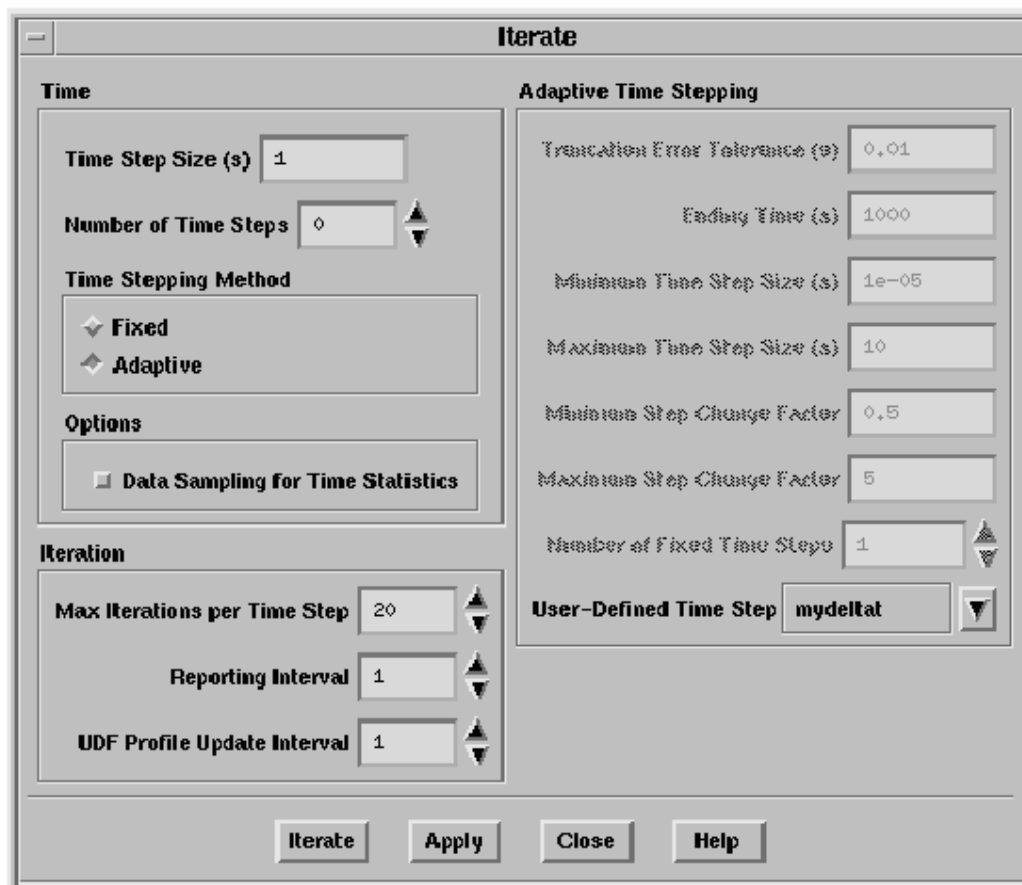 Iterate
Time
Time Step Size (s) 1
Number of Time Steps 0
Time Stepping Method
Fixed
Adaptive
Options
Data Sampling for Time Statistics
Iteration
Max Iterations per Time Step 20
Reporting Interval 1
UDF Profile Update Interval 1
Adaptive Time Stepping
Truncation Error Tolerance (s) 0.01
Ending Time (s) 1000
Minimum Time Step Size (s) 1e-05
Maximum Time Step Size (s) 10
Minimum Step Change Factor 0.5
Maximum Step Change Factor 5
Number of Fixed Time Steps 1
User-Defined Time Step mydeltat
Iterate Apply Close Help